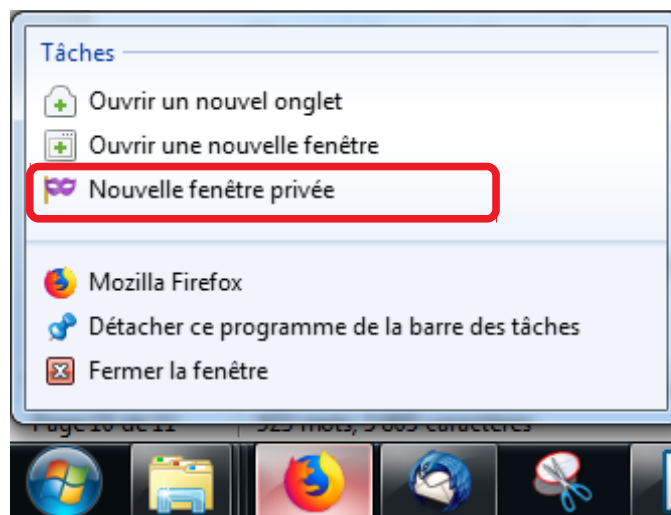 Tâches
Ouvrir un nouvel onglet
Ouvrir une nouvelle fenêtre
Nouvelle fenêtre privée
Mozilla Firefox
Détacher ce programme de la barre des tâches
Fermer la fenêtre